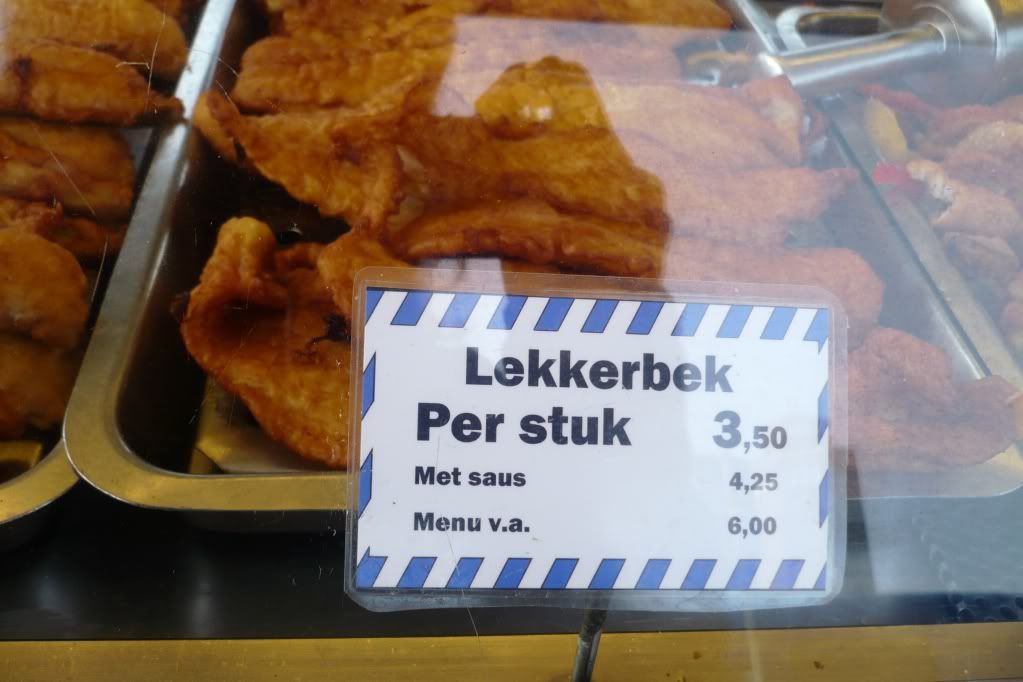 Lekkerbek
Per stuk 3,50
Met saus 4,25
Menu v.a. 6,00